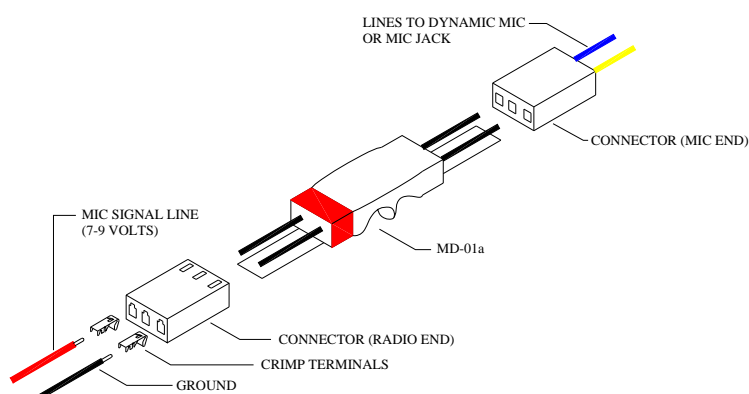 LINES TO DYNAMIC MIC
OR MIC JACK
CONNECTOR (MIC END)
MIC SIGNAL LINE
(7-9 VOLTS)
MD-01a
CONNECTOR (RADIO END)
CRIMP TERMINALS
GROUND